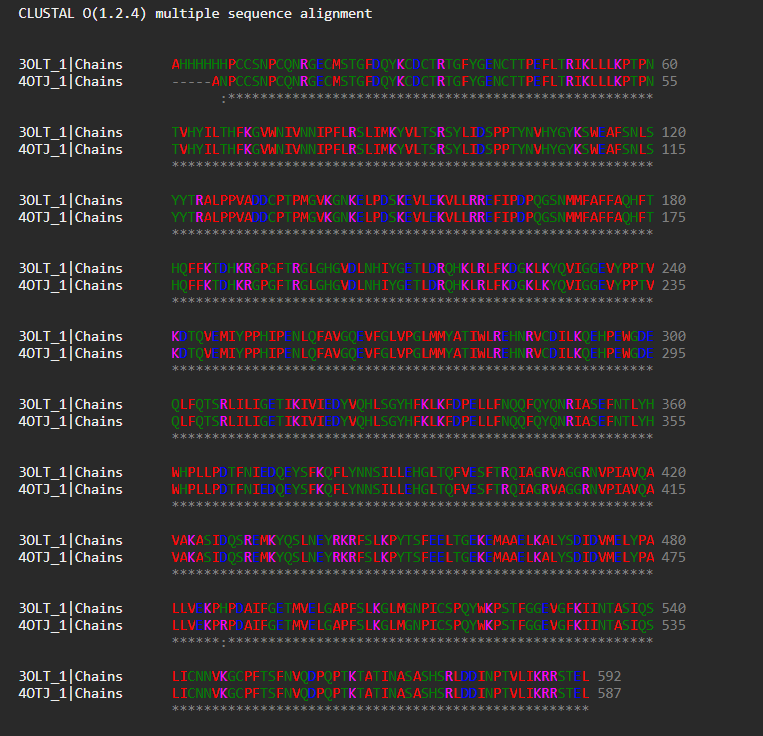 CLUSTAL O(1.2.4) multiple sequence alignment
3OLT_1|Chains AHHHHHHPCCSNPCQNRGECMSTGFDQYKCDCTRTGFYGENCTTPEFLTRIKLLLKPTPN 60
4OTJ_1|Chains -----ANPCCSNPCQNRGECMSTGFDQYKCDCTRTGFYGENCTTPEFLTRIKLLLKPTPN 55
:*****************************************************
3OLT_1|Chains TVHYILTHFKGVWNIVNNIPFLRSLIMKYVLTSRSYLIDSPPTYNVHYGYKSWEAFSNLS 120
4OTJ_1|Chains TVHYILTHFKGVWNIVNNIPFLRSLIMKYVLTSRSYLIDSPPTYNVHYGYKSWEAFSNLS 115
************************************************************
3OLT_1|Chains YYTRALPPVADDCPTPMGVKGNKELPDSKEVLEKVLLRREFIPDPQGSNMMFAFFAQHFT 180
4OTJ_1|Chains YYTRALPPVADDCPTPMGVKGNKELPDSKEVLEKVLLRREFIPDPQGSNMMFAFFAQHFT 175
************************************************************
3OLT_1|Chains HQFFKTDHKRGPGFTRGLGHGVDLNHIYGETLDRQHKLRLFKDGKLKYQVIGGEVYPPTV 240
4OTJ_1|Chains HQFFKTDHKRGPGFTRGLGHGVDLNHIYGETLDRQHKLRLFKDGKLKYQVIGGEVYPPTV 235
************************************************************
3OLT_1|Chains KDTQVEMIYPPHIPENLQFAVGQEVFGLVPGLMMYATIWLREHNRVCDILKQEHPEWGDE 300
4OTJ_1|Chains KDTQVEMIYPPHIPENLQFAVGQEVFGLVPGLMMYATIWLREHNRVCDILKQEHPEWGDE 295
************************************************************
3OLT_1|Chains QLFQTSRLILIGETIKIVIEDYVQHLSGYHFKLKFDPELLFNQQFQYQNRIASEFNTLYH 360
4OTJ_1|Chains QLFQTSRLILIGETIKIVIEDYVQHLSGYHFKLKFDPELLFNQQFQYQNRIASEFNTLYH 355
************************************************************
3OLT_1|Chains WHPLLPDTFNIEDQEYSFKQFLYNNSILLEHGLTQFVESFTRQIAGRVAGGRNVPIAVQA 420
4OTJ_1|Chains WHPLLPDTFNIEDQEYSFKQFLYNNSILLEHGLTQFVESFTRQIAGRVAGGRNVPIAVQA 415
************************************************************
3OLT_1|Chains VAKASIDQSREMKYQSLNEYRKRFSLKPYTSFEELTGEKEMAAELKALYSDIDVMELYPA 480
4OTJ_1|Chains VAKASIDQSREMKYQSLNEYRKRFSLKPYTSFEELTGEKEMAAELKALYSDIDVMELYPA 475
************************************************************
3OLT_1|Chains LLVEKPHPDAIFGETMVELGAPFSLKGLMGNPICSPQYWKPSTFGGEVGFKIINTASIQS 540
4OTJ_1|Chains LLVEKPRPDAIFGETMVELGAPFSLKGLMGNPICSPQYWKPSTFGGEVGFKIINTASIQS 535
******:*****************************************************
3OLT_1|Chains LICNNVKGCPFTSFNVQDPQPTKTATINASASHSRLDDINPTVLIKRRSTEL 592
4OTJ_1|Chains LICNNVKGCPFTSFNVQDPQPTKTATINASASHSRLDDINPTVLIKRRSTEL 587
****************************************************